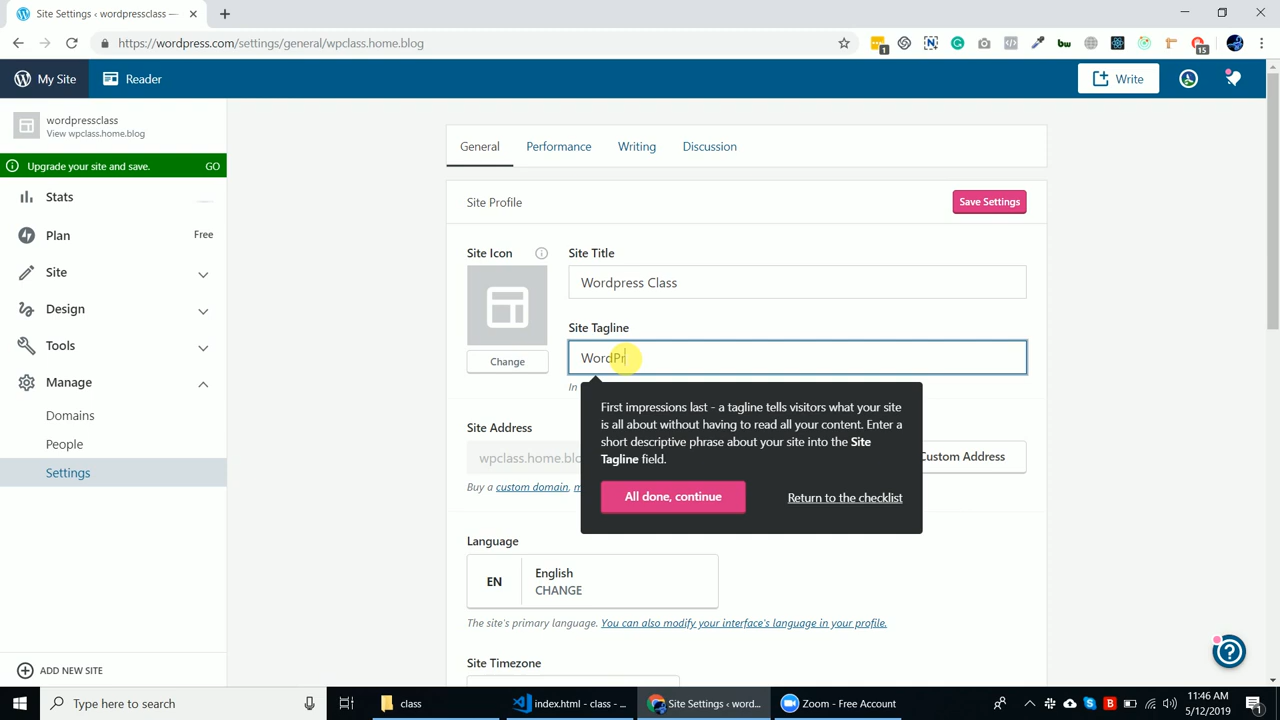 Site Settings ‹ wordpressclass —
https://wordpress.com/settings/general/wpclass.home.blog
1
bw
15
My Site
Reader
Write
wordpressclass
View wpclass.home.blog
Upgrade your site and save.
GO
Stats
Plan
Free
Site
Design
Tools
Manage
Domains
People
Settings
ADD NEW SITE
General
Performance
Writing
Discussion
Site Profile
Save Settings
Site Icon
Change
Site Title
Wordpress Class
Site Tagline
WordPr
In
First impressions last - a tagline tells visitors what your site
is all about without having to read all your content. Enter a
short descriptive phrase about your site into the Site
Tagline field.
All done, continue
Return to the checklist
Site Address
wpclass.home.blo
Custom Address
Buy a custom domain,
Language
EN
English
CHANGE
The site's primary language. You can also modify your interface's language in your profile.
Site Timezone
Type here to search
class
index.html - class - ...
Site Settings ‹ word...
Zoom - Free Account
11:46 AM
5/12/2019
1